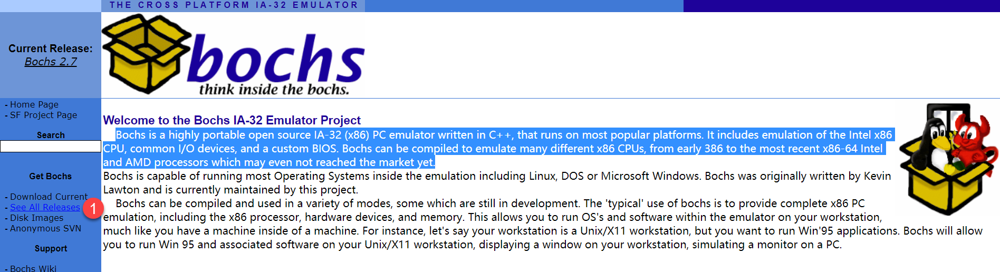 THE CROSS PLATFORM IA-32 EMULATOR
Current Release:
Bochs 2.7
bochs
think inside the bochs.
- Home Page
- SF Project Page
Search
Get Bochs
- Download Current
- See All Releases
1
- Disk Images
- Anonymous SVN
Support
- Bochs Wiki
Welcome to the Bochs IA-32 Emulator Project
Bochs is a highly portable open source IA-32 (x86) PC emulator written in C++, that runs on most popular platforms. It includes emulation of the Intel x86
CPU, common I/O devices, and a custom BIOS. Bochs can be compiled to emulate many different x86 CPUs, from early 386 to the most recent x86-64 Intel
and AMD processors which may even not reached the market yet.
Bochs is capable of running most Operating Systems inside the emulation including Linux, DOS or Microsoft Windows. Bochs was originally written by Kevin
Lawton and is currently maintained by this project.
Bochs can be compiled and used in a variety of modes, some which are still in development. The 'typical' use of bochs is to provide complete x86 PC
emulation, including the x86 processor, hardware devices, and memory. This allows you to run OS's and software within the emulator on your workstation,
much like you have a machine inside of a machine. For instance, let's say your workstation is a Unix/X11 workstation, but you want to run Win'95 applications. Bochs will allow
you to run Win 95 and associated software on your Unix/X11 workstation, displaying a window on your workstation, simulating a monitor on a PC.